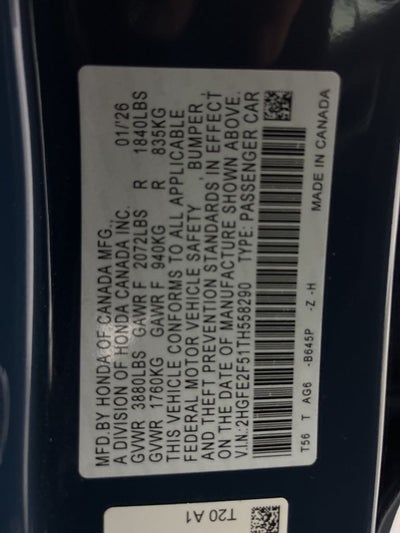 MFD.BY HONDA OF CANADA MFG.,
A DIVISION OF HONDA CANADA INC. 01/'26
GVWR 3880LBS GAWR F 2072LBS R 1840LBS
GVWR 1760KG GAWR F 940KG R 835KG
THIS VEHICLE CONFORMS TO ALL APPLICABLE
FEDERAL MOTOR VEHICLE SAFETY, BUMPER,
AND THEFT PREVENTION STANDARDS IN EFFECT
ON THE DATE OF MANUFACTURE SHOWN ABOVE.
V.I.N.:2HGFE2F51TH558290 TYPE: PASSENGER CAR
T56 T AG6 -B645P -Z -H MADE IN CANADA
T20 A1